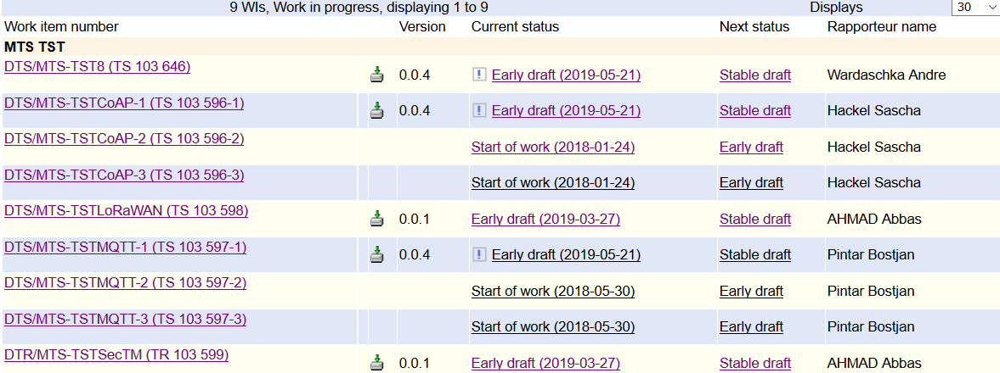 9 WIs, Work in progress, displaying 1 to 9 Displays 30
Work item number Version Current status Next status Rapporteur name
MTS TST
DTS/MTS-TST8 (TS 103 646) 0.0.4 Early draft (2019-05-21) Stable draft Wardaschka Andre
DTS/MTS-TSTCoAP-1 (TS 103 596-1) 0.0.4 Early draft (2019-05-21) Stable draft Hackel Sascha
DTS/MTS-TSTCoAP-2 (TS 103 596-2) Start of work (2018-01-24) Early draft Hackel Sascha
DTS/MTS-TSTCoAP-3 (TS 103 596-3) Start of work (2018-01-24) Early draft Hackel Sascha
DTS/MTS-TSTLoRaWAN (TS 103 598) 0.0.1 Early draft (2019-03-27) Stable draft AHMAD Abbas
DTS/MTS-TSTMQTT-1 (TS 103 597-1) 0.0.4 Early draft (2019-05-21) Stable draft Pintar Bostjan
DTS/MTS-TSTMQTT-2 (TS 103 597-2) Start of work (2018-05-30) Early draft Pintar Bostjan
DTS/MTS-TSTMQTT-3 (TS 103 597-3) Start of work (2018-05-30) Early draft Pintar Bostjan
DTR/MTS-TSTSecTM (TR 103 599) 0.0.1 Early draft (2019-03-27) Stable draft AHMAD Abbas